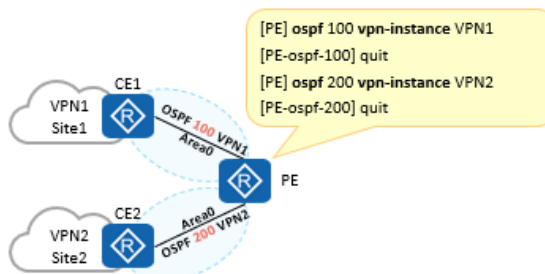 [PE] ospf 100 vpn-instance VPN1
[PE-ospf-100] quit
[PE] ospf 200 vpn-instance VPN2
[PE-ospf-200] quit
CE1
VPN1
Site1
R
OSPF 100 VPN1
Area0
R
PE
CE2
VPN2
Site2
R
Area0
OSPF 200 VPN2